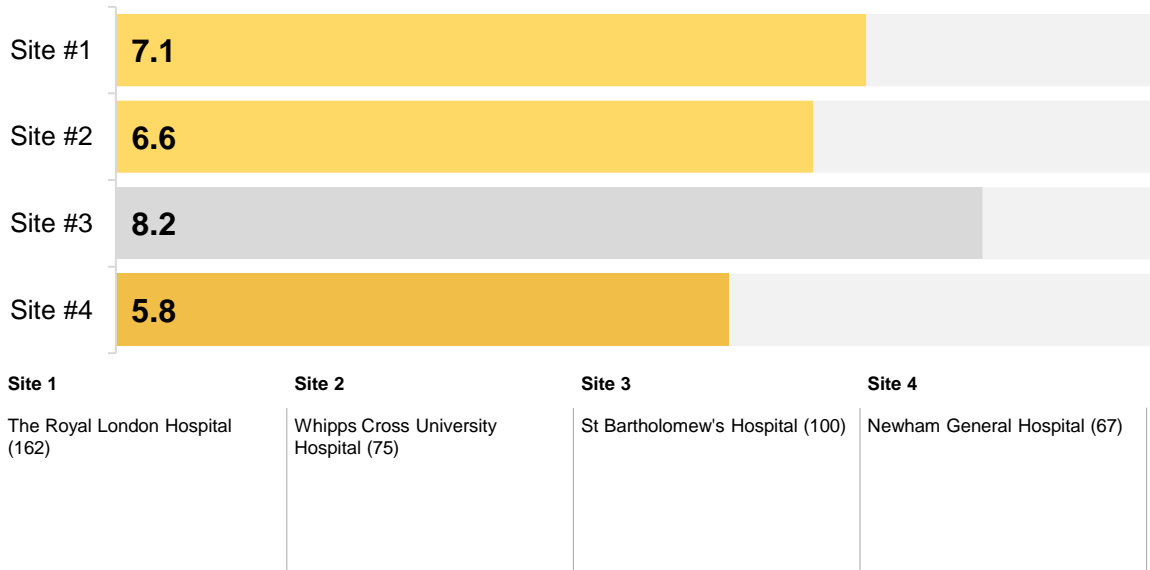 Site #1
7.1
Site #2
6.6
Site #3
8.2
Site #4
5.8
Site 1
The Royal London Hospital
(162)
Site 2
Whipps Cross University
Hospital (75)
Site 3
St Bartholomew's Hospital (100)
Site 4
Newham General Hospital (67)